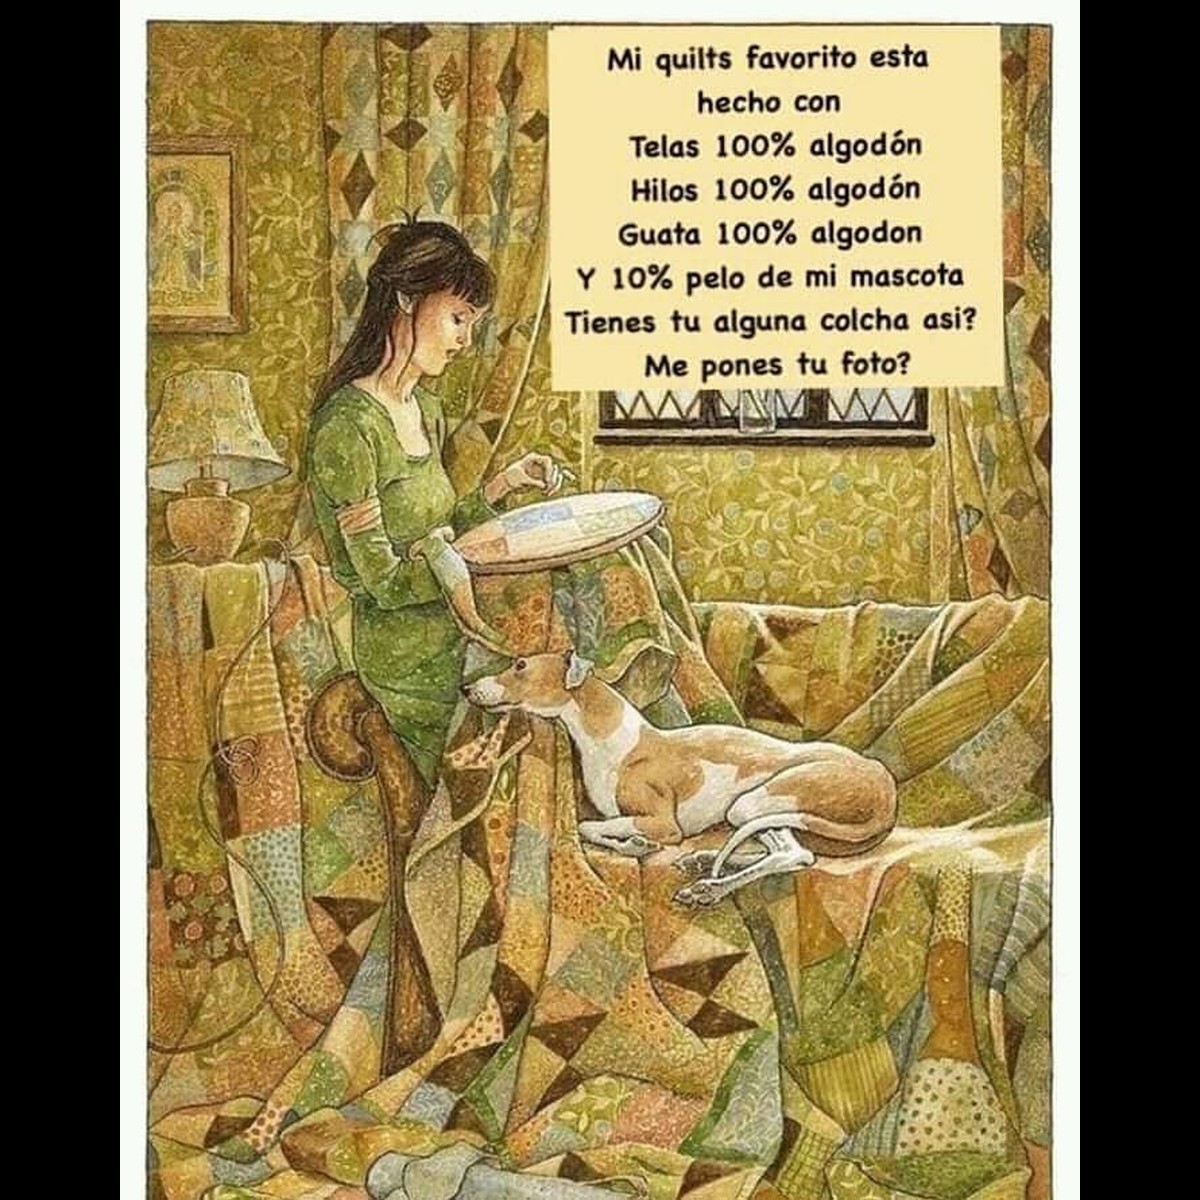 Mi quilts favorito esta
hecho con
Telas 100% algodón
Hilos 100% algodón
Guata 100% algodon
Y 10% pelo de mi mascota
Tienes tu alguna colcha asi?
Me pones tu foto?